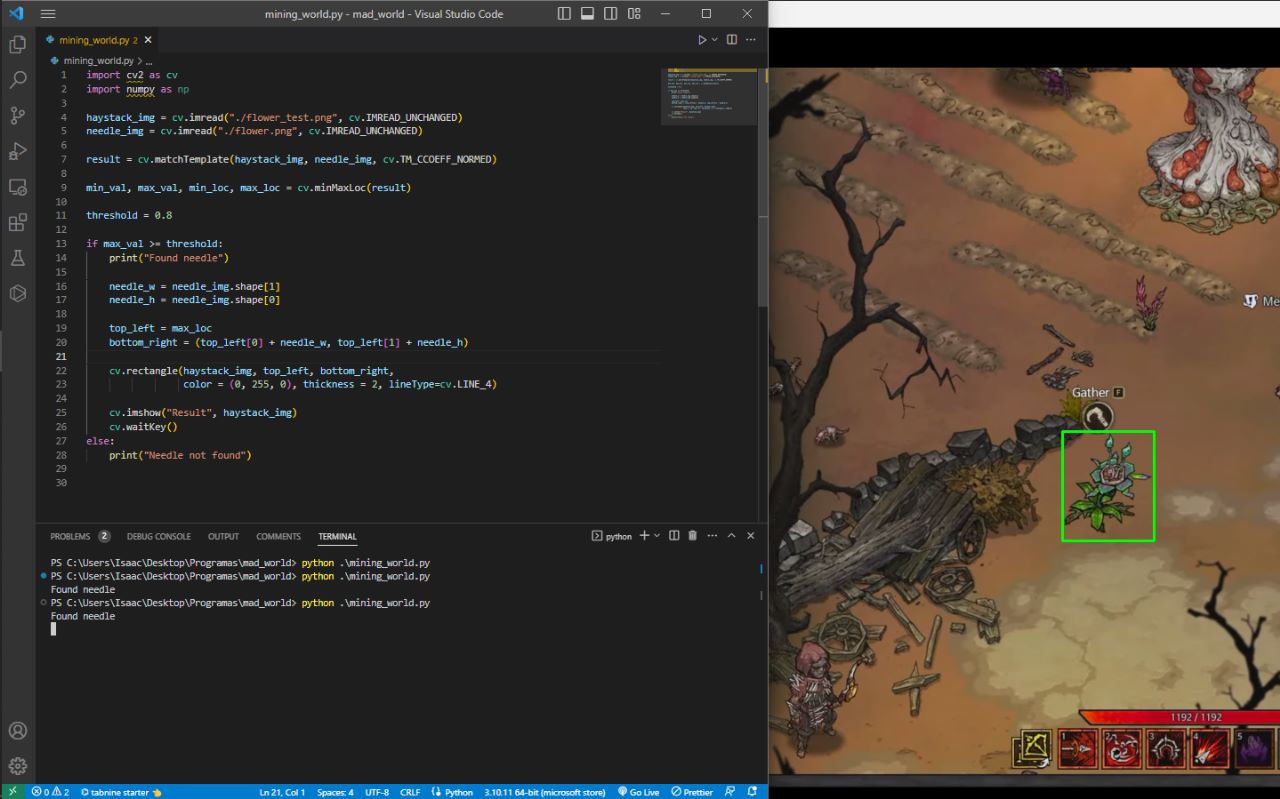 mining_world.py - mad_world - Visual Studio Code
mining_world.py 2
mining_world.py > ...
1 import cv2 as cv
2 import numpy as np
3
4 haystack_img = cv.imread("./flower_test.png", cv.IMREAD_UNCHANGED)
5 needle_img = cv.imread("./flower.png", cv.IMREAD_UNCHANGED)
6
7 result = cv.matchTemplate(haystack_img, needle_img, cv.TM_CCOEFF_NORMED)
8
9 min_val, max_val, min_loc, max_loc = cv.minMaxLoc(result)
10
11 threshold = 0.8
12
13 if max_val >= threshold:
14     print("Found needle")
15
16     needle_w = needle_img.shape[1]
17     needle_h = needle_img.shape[0]
18
19     top_left = max_loc
20     bottom_right = (top_left[0] + needle_w, top_left[1] + needle_h)
21
22     cv.rectangle(haystack_img, top_left, bottom_right,
23                 color = (0, 255, 0), thickness = 2, lineType=cv.LINE_4)
24
25     cv.imshow("Result", haystack_img)
26     cv.waitKey()
27 else:
28     print("Needle not found")
29
30
Me
Gather F
PROBLEMS 2 DEBUG CONSOLE OUTPUT COMMENTS TERMINAL python
PS C:\Users\Isaac\Desktop\Programas\mad_world> python .\mining_world.py
PS C:\Users\Isaac\Desktop\Programas\mad_world> python .\mining_world.py
Found needle
PS C:\Users\Isaac\Desktop\Programas\mad_world> python .\mining_world.py
Found needle
1192 / 1192
1 2 3 4 5
0 2 tabnine starter Ln 21, Col 1 Spaces: 4 UTF-8 CRLF Python 3.10.11 64-bit (microsoft store) Go Live Prettier